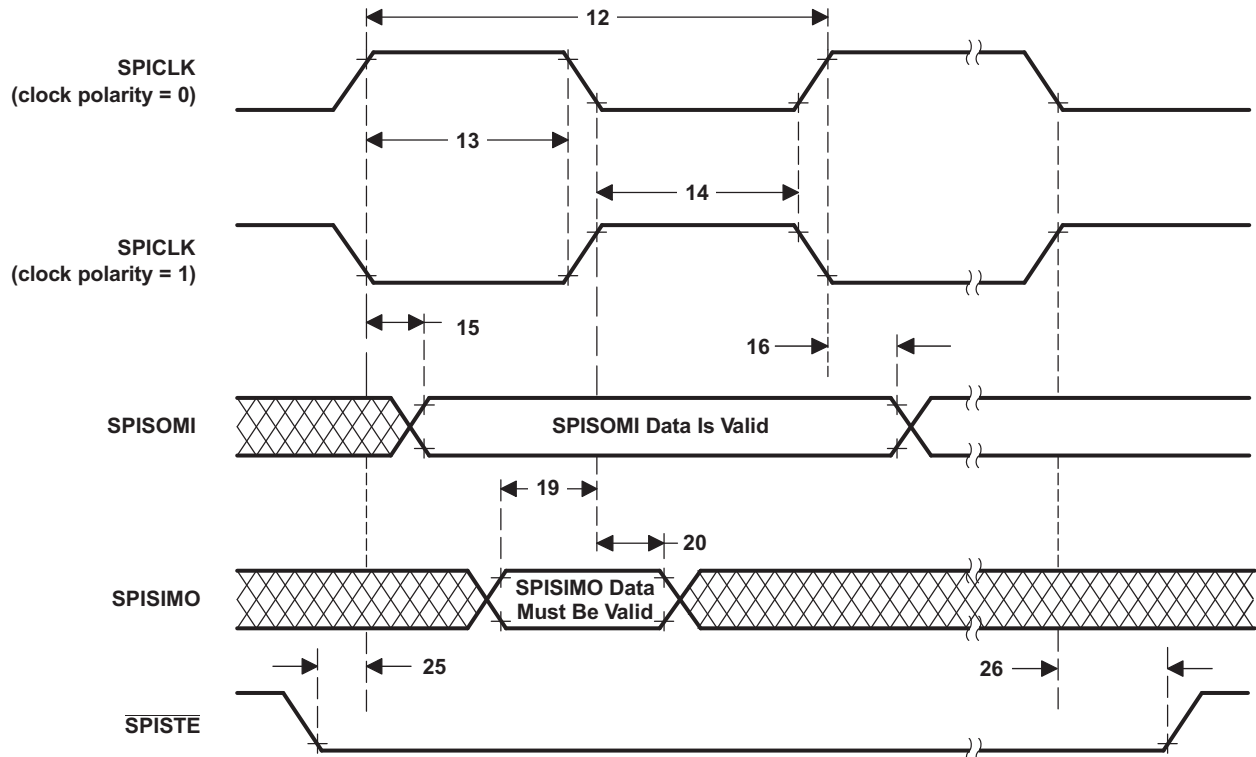 12
SPICLK
(clock polarity = 0)
13
14
SPICLK
(clock polarity = 1)
15
16
SPISOMI
SPISOMI Data Is Valid
19
20
SPISIMO
SPISIMO Data
Must Be Valid
25
26
SPISTE